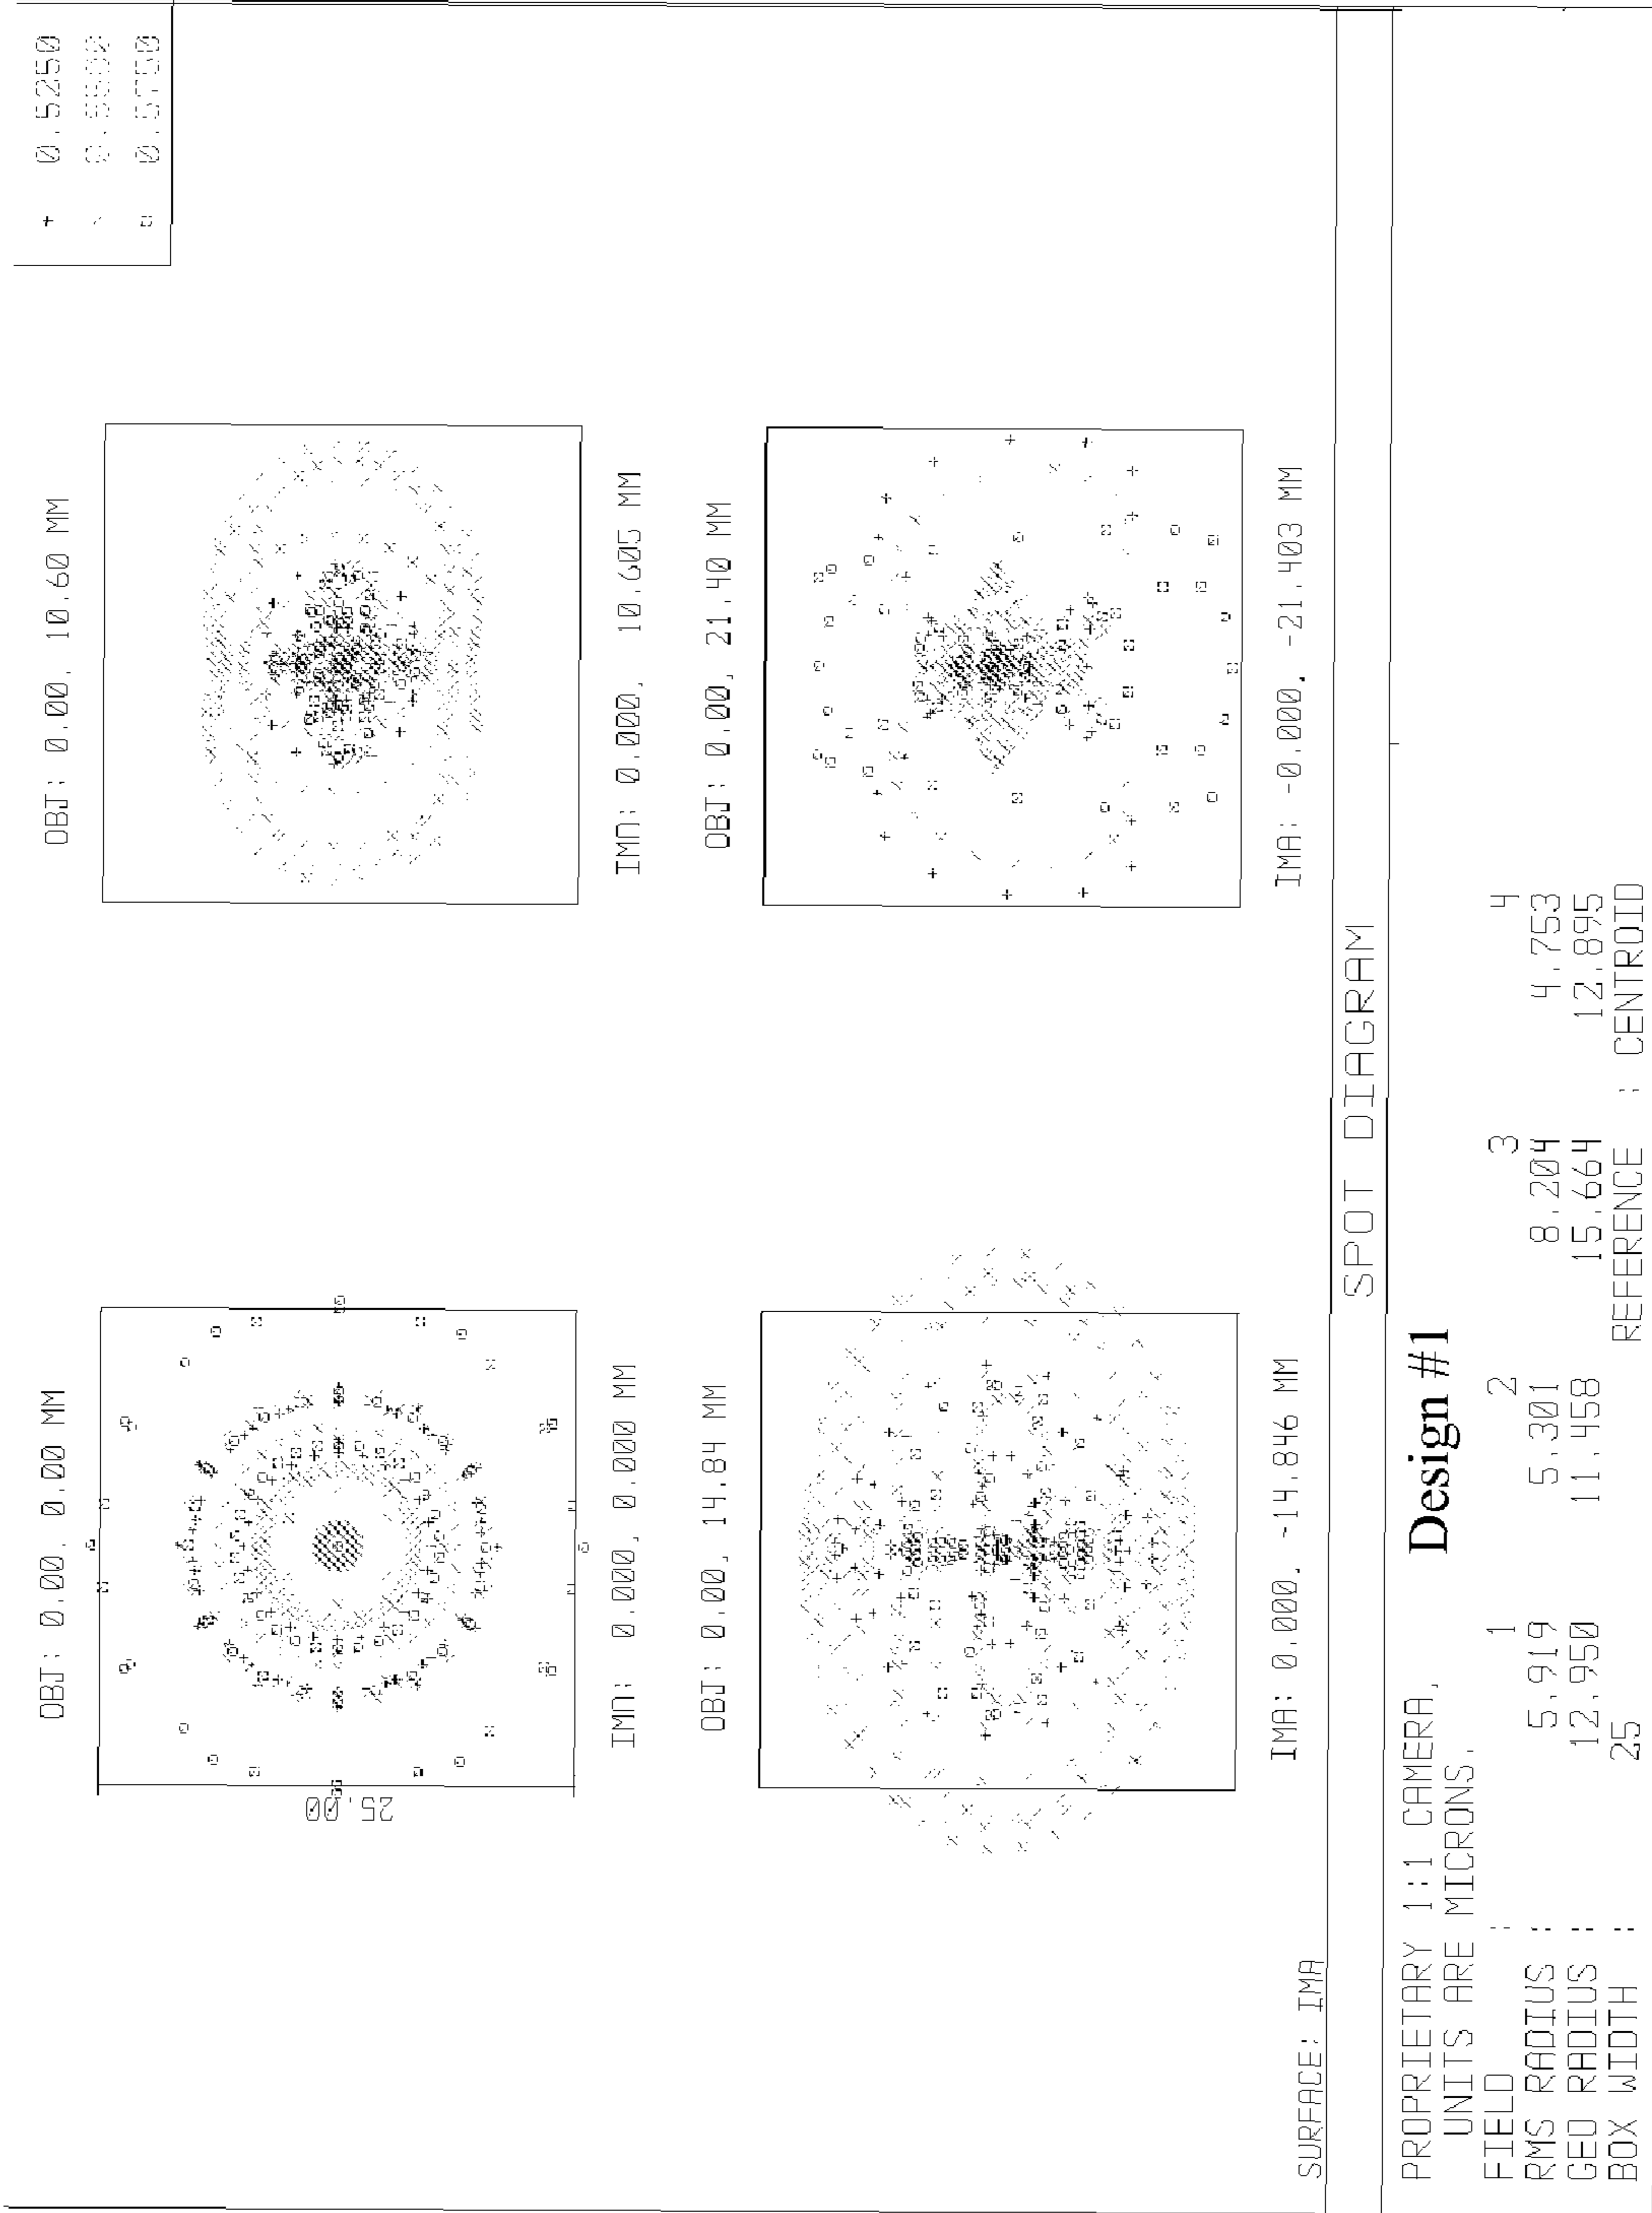 + 0.5250
0.5500
0.5750
OBJ: 0.00, 0.00 MM
OBJ: 0.00, 10.60 MM
25.00
IMA: 0.000, 0.000 MM
IMA: 0.000, 10.605 MM
OBJ: 0.00, 14.84 MM
OBJ: 0.00, 21.40 MM
IMA: 0.000, -14.846 MM
IMA: -0.000, -21.403 MM
SURFACE: IMA
SPOT DIAGRAM
PROPRIETARY 1:1 CAMERA,
Design #1
UNITS ARE MICRONS.
FIELD : 1 2 3 4
RMS RADIUS : 5.919 5.301 8.204 4.753
GEO RADIUS : 12.950 11.458 15.664 12.895
BOX WIDTH : 25 REFERENCE : CENTROID